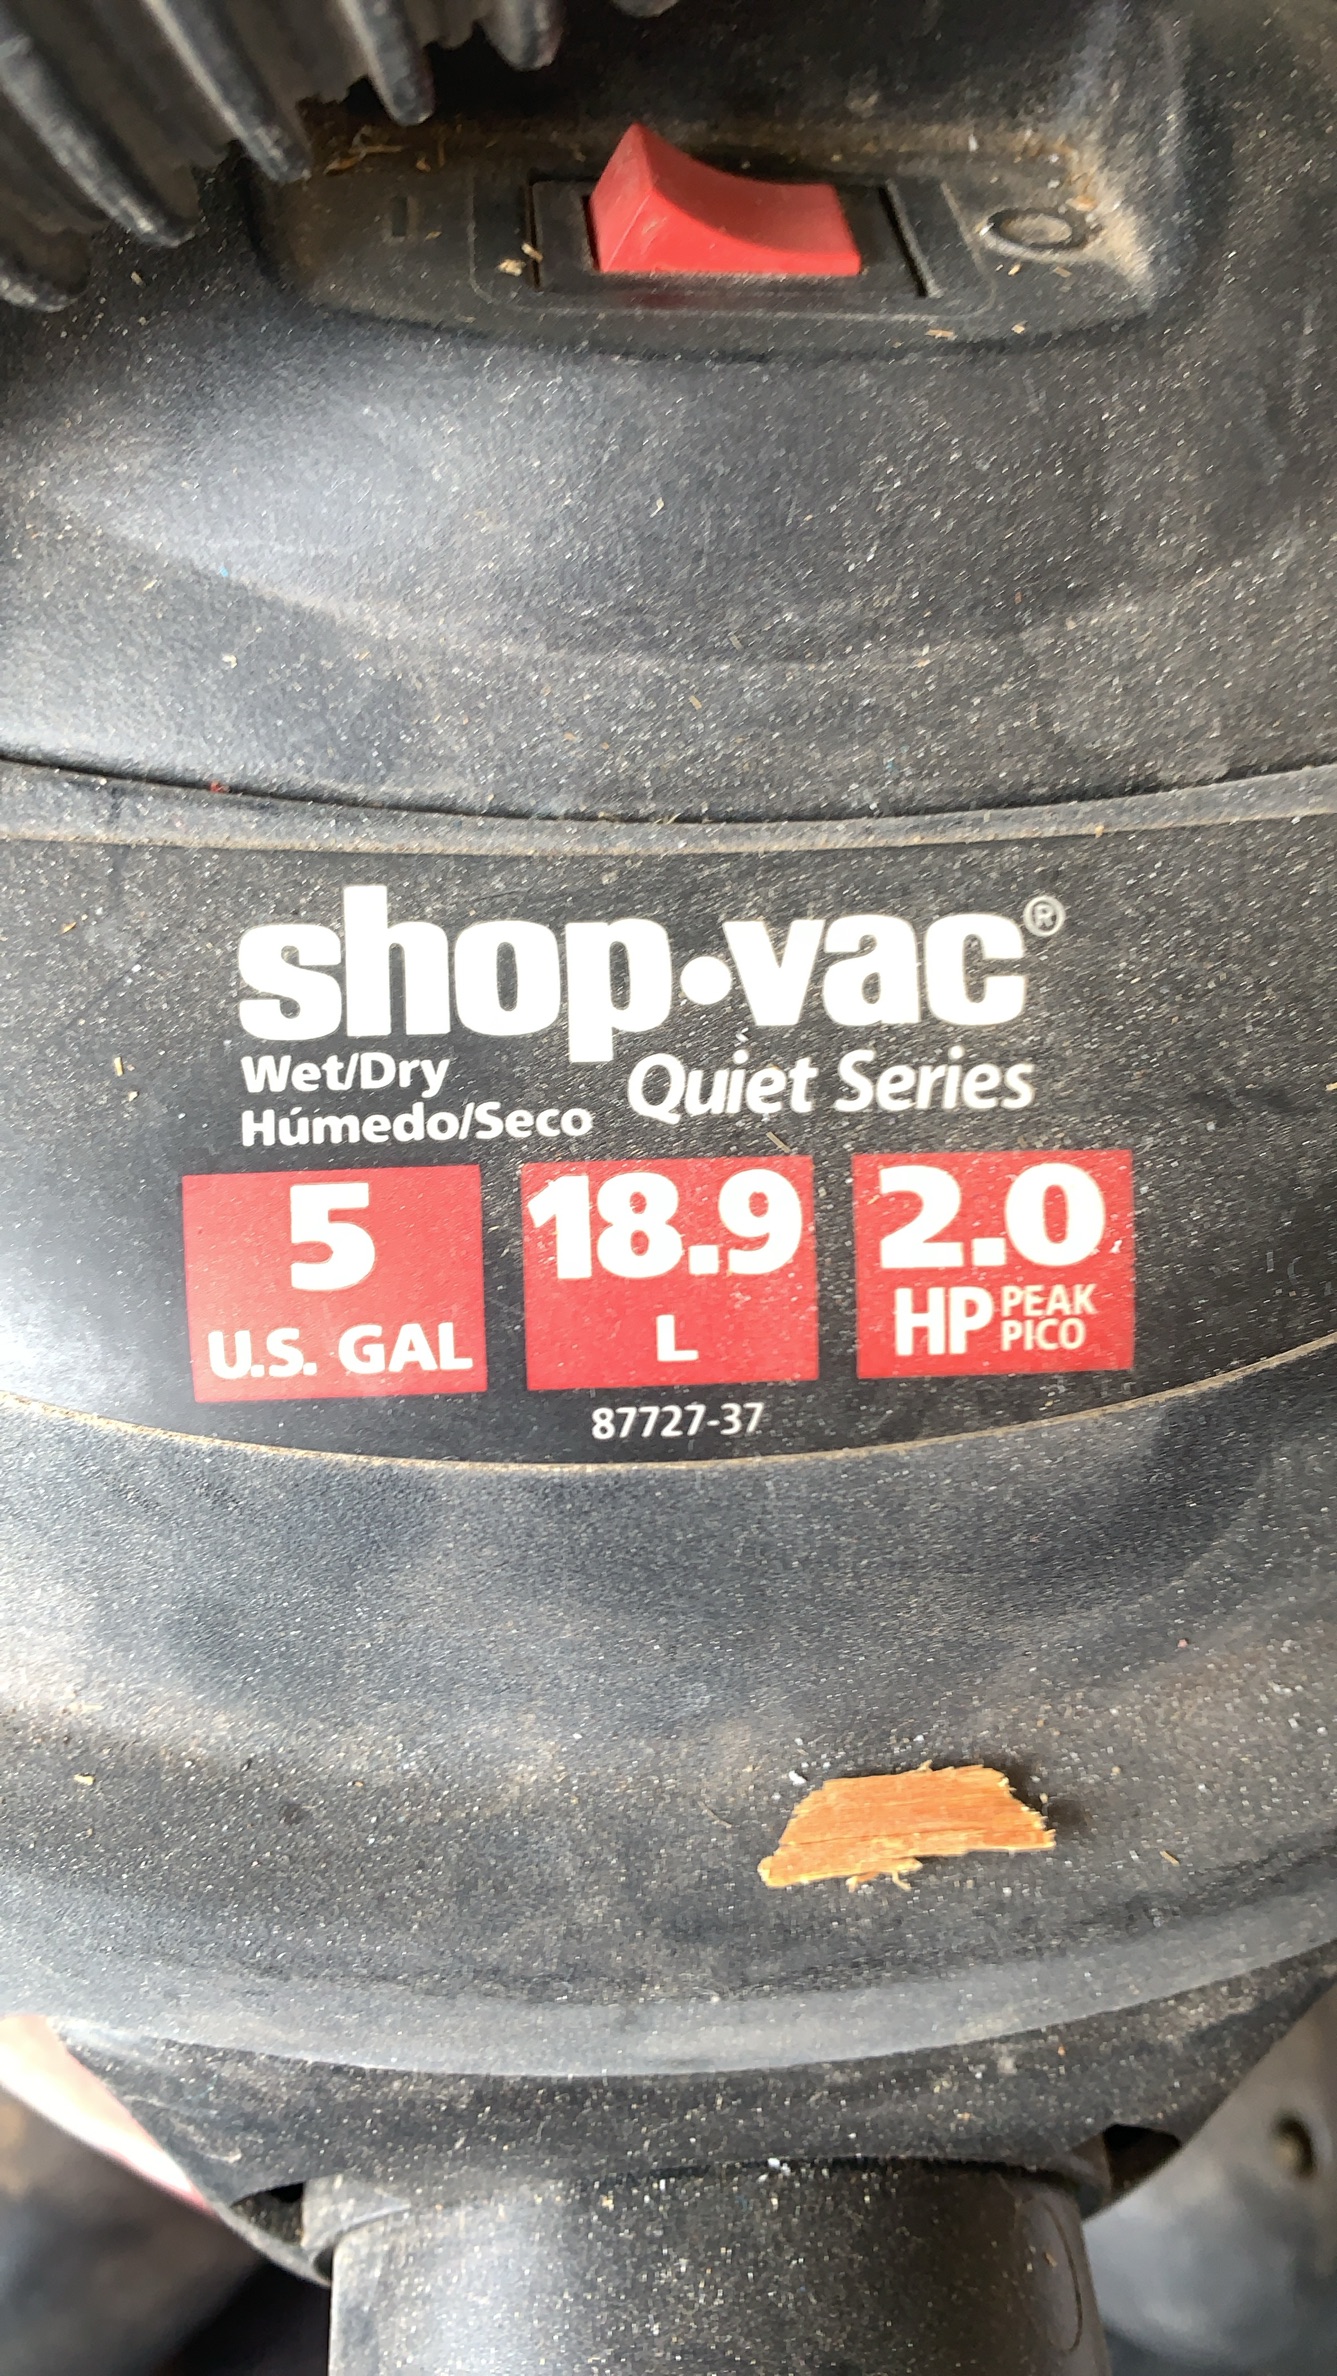 shop•vac®
Wet/Dry
Húmedo/Seco
Quiet Series
5
U.S. GAL
18.9
L
2.0
HP PEAK
PICO
87727-37